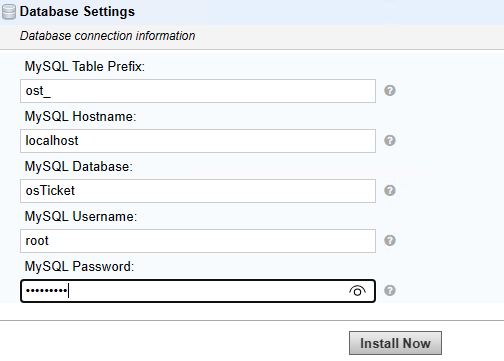 Database Settings
Database connection information
MySQL Table Prefix:
ost_
MySQL Hostname:
localhost
MySQL Database:
osTicket
MySQL Username:
root
MySQL Password:
•••••••••
Install Now